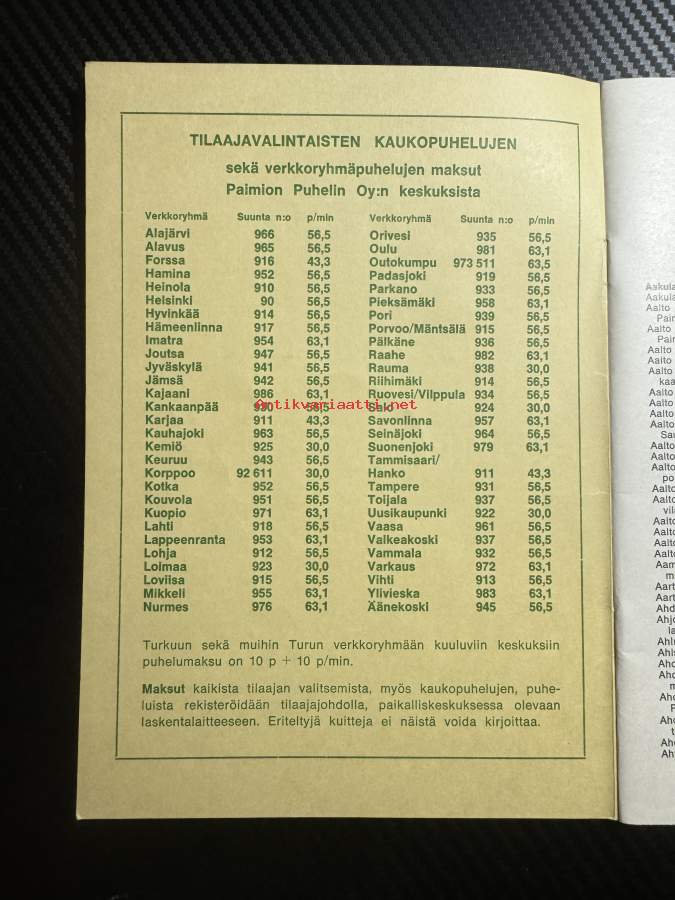 TILAAJAVALINTAISTEN KAUKOPUHELUJEN
sekä verkkoryhmäpuhelujen maksut
Paimion Puhelin Oy:n keskuksista
Verkkoryhmä Suunta n:o p/min
Alajärvi 966 56,5
Alavus 965 56,5
Forssa 916 43,3
Hamina 952 56,5
Heinola 910 56,5
Helsinki 90 56,5
Hyvinkää 914 56,5
Hämeenlinna 917 56,5
Imatra 954 63,1
Joutsa 947 56,5
Jyväskylä 941 56,5
Jämsä 942 56,5
Kajaani 986 63,1
Kankaanpää 930 56,5
Karjaa 911 43,3
Kauhajoki 963 56,5
Kemiö 925 30,0
Keuruu 943 56,5
Korppoo 92 611 30,0
Kotka 952 56,5
Kouvola 951 56,5
Kuopio 971 63,1
Lahti 918 56,5
Lappeenranta 953 63,1
Lohja 912 56,5
Loimaa 923 30,0
Loviisa 915 56,5
Mikkeli 955 63,1
Nurmes 976 63,1
Verkkoryhmä Suunta n:o p/min
Orivesi 935 56,5
Oulu 981 63,1
Outokumpu 973 511 63,5
Padasjoki 919 56,5
Parkano 933 56,5
Pieksämäki 958 63,1
Pori 939 56,5
Porvoo/Mäntsälä 915 56,5
Pälkäne 936 56,5
Raahe 982 63,1
Rauma 938 30,0
Riihimäki 914 56,5
Ruovesi/Vilppula 934 56,5
Salo 924 30,0
Savonlinna 957 63,1
Seinäjoki 964 56,5
Suonenjoki 979 63,1
Tammisaari/
Hanko 911 43,3
Tampere 931 56,5
Toijala 937 56,5
Uusikaupunki 922 30,0
Vaasa 961 56,5
Valkeakoski 937 56,5
Vammala 932 56,5
Varkaus 972 63,1
Vihti 913 56,5
Ylivieska 983 63,1
Äänekoski 945 56,5
Antikvariaatti.net
Turkuun sekä muihin Turun verkkoryhmään kuuluviin keskuksiin
puhelumaksu on 10 p + 10 p/min.
Maksut kaikista tilaajan valitsemista, myös kaukopuhelujen, puhe-
luista rekisteröidään tilaajajohdolla, paikalliskeskuksessa olevaan
laskentalaitteeseen. Eriteltyjä kuitteja ei näistä voida kirjoittaa.